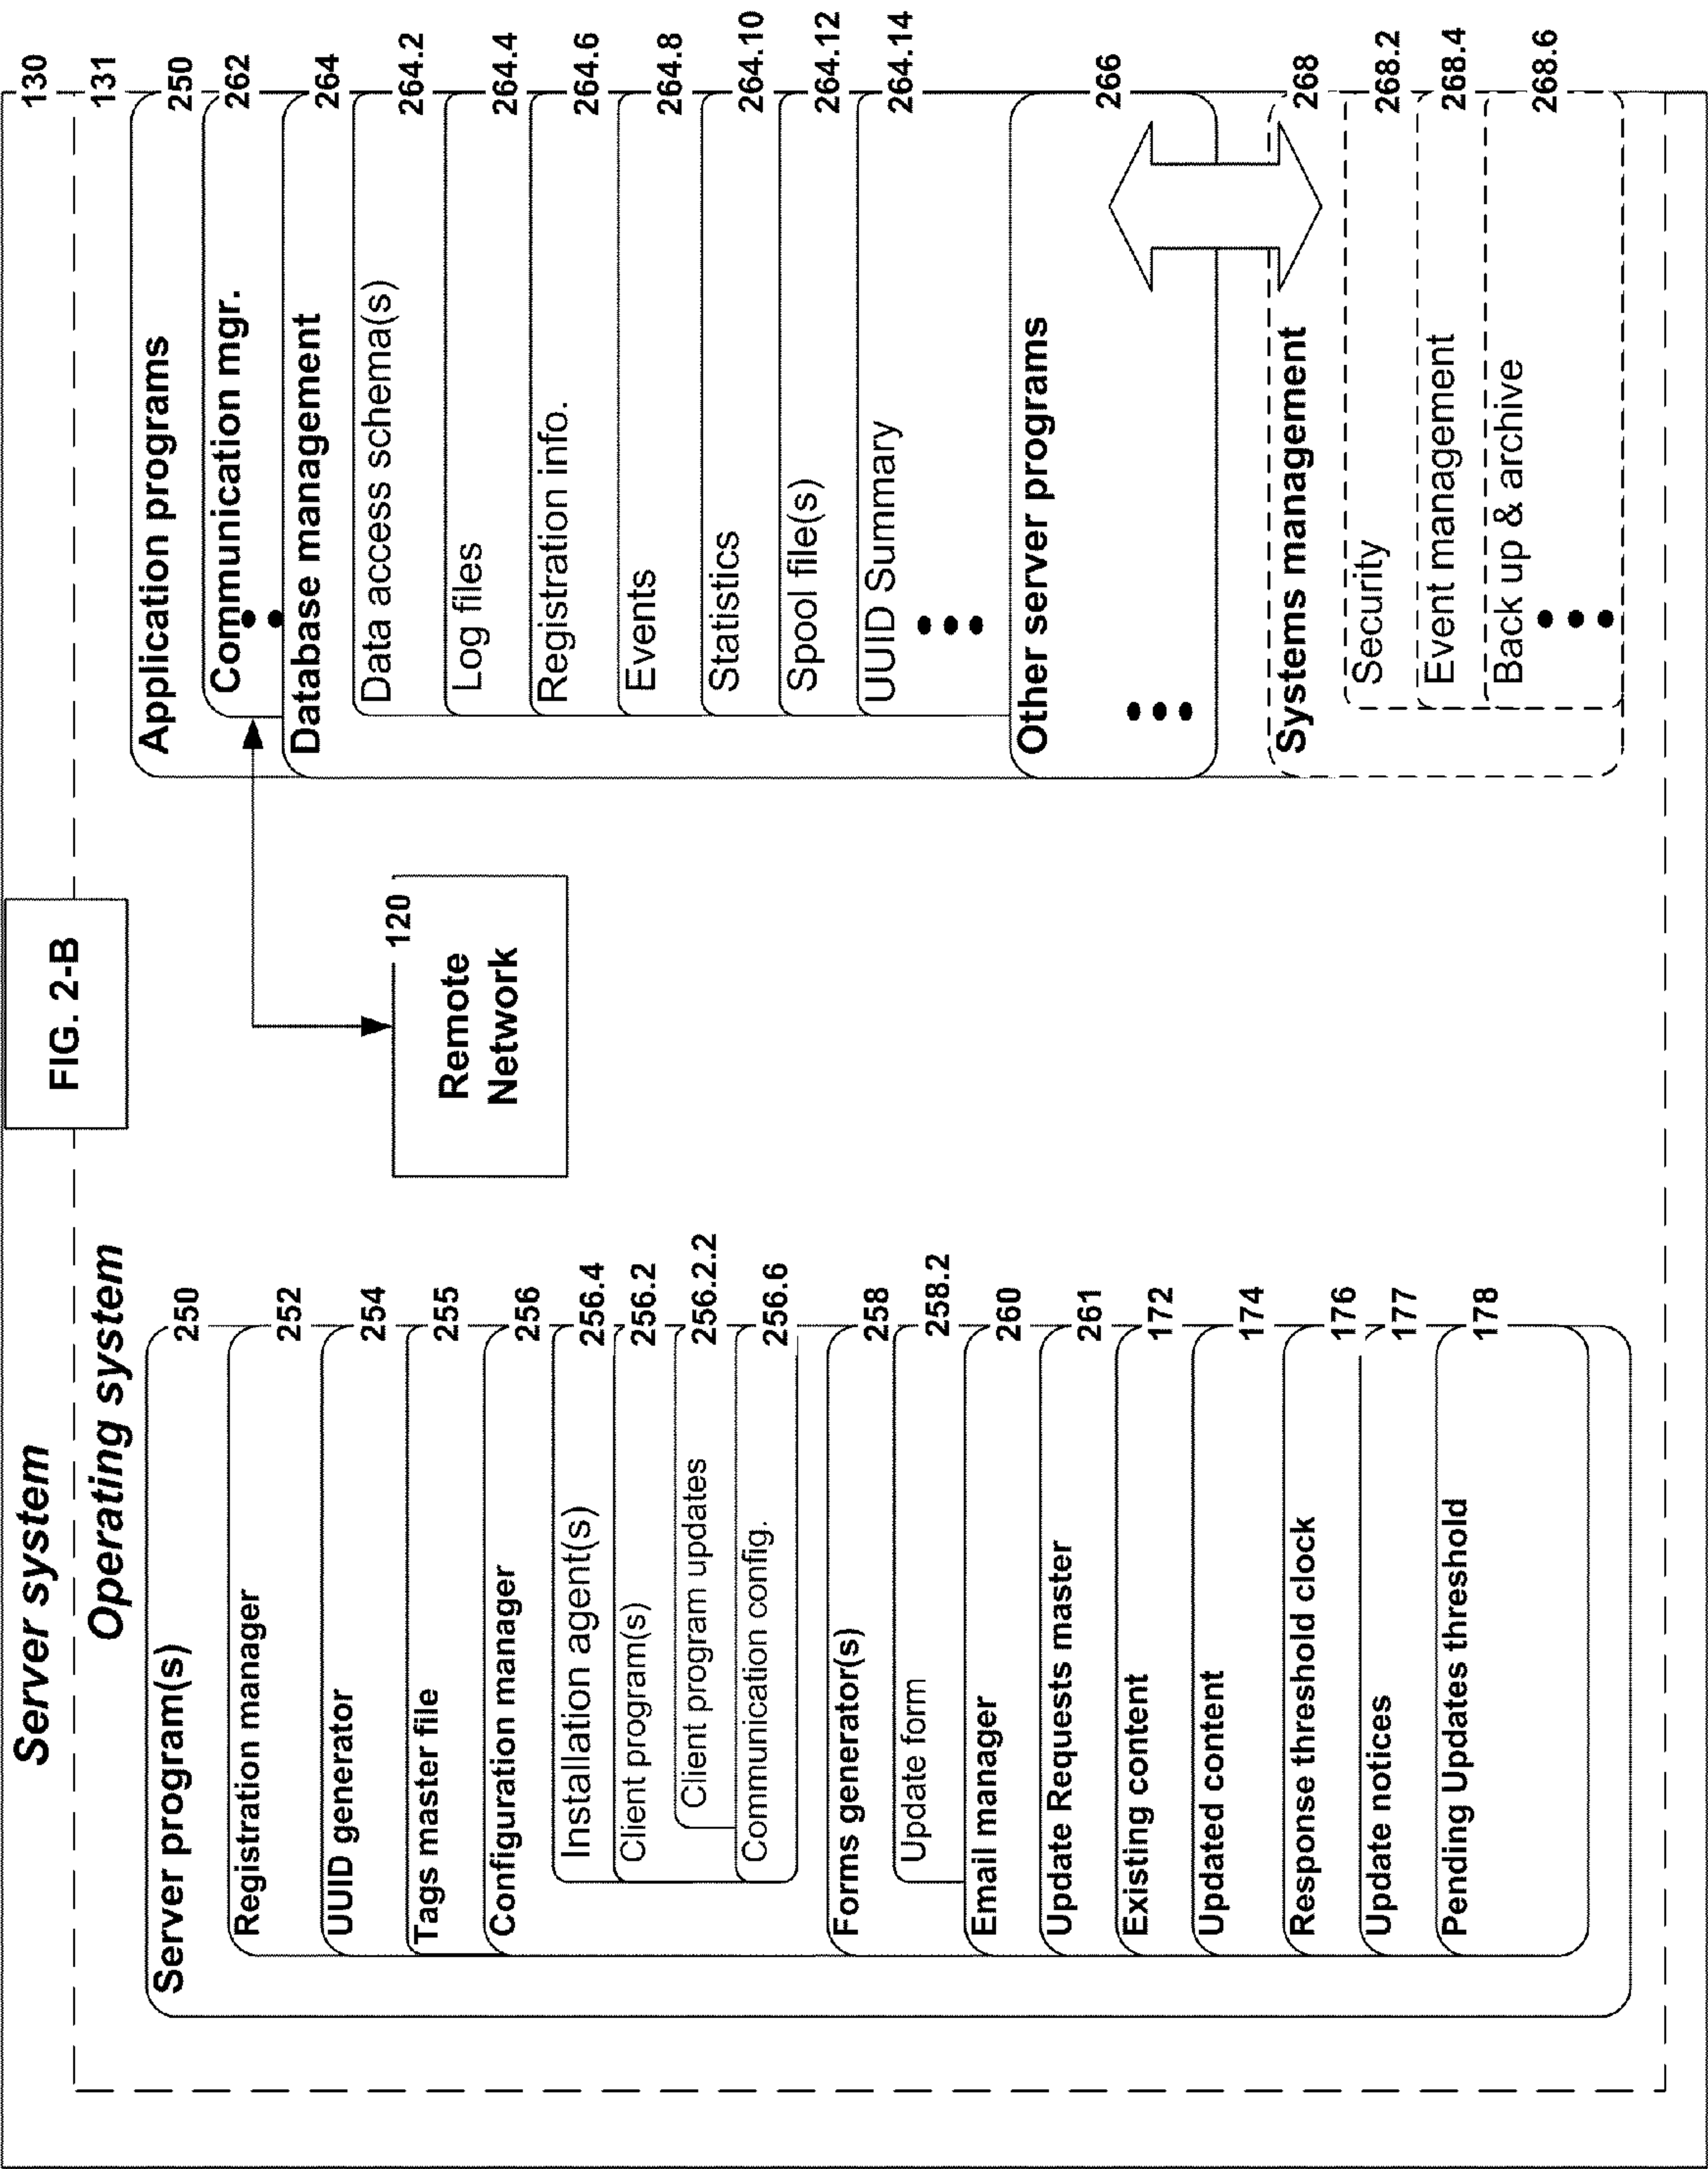 FIG. 2-B
Server system
130
Operating system
131
Server program(s)
250
Registration manager
252
UUID generator
254
Tags master file
255
Configuration manager
256
Installation agent(s)
256.4
Client program(s)
256.2
Client program updates
256.2.2
Communication config.
256.6
Forms generator(s)
258
Update form
258.2
Email manager
260
Update Requests master
261
Existing content
172
Updated content
174
Response threshold clock
176
Update notices
177
Pending Updates threshold
178
120
Remote
Network
Application programs
250
Communication mgr.
262
Database management
264
Data access schema(s)
264.2
Log files
264.4
Registration info.
264.6
Events
264.8
Statistics
264.10
Spool file(s)
264.12
UUID Summary
264.14
Other server programs
266
Systems management
268
Security
268.2
Event management
268.4
Back up & archive
268.6